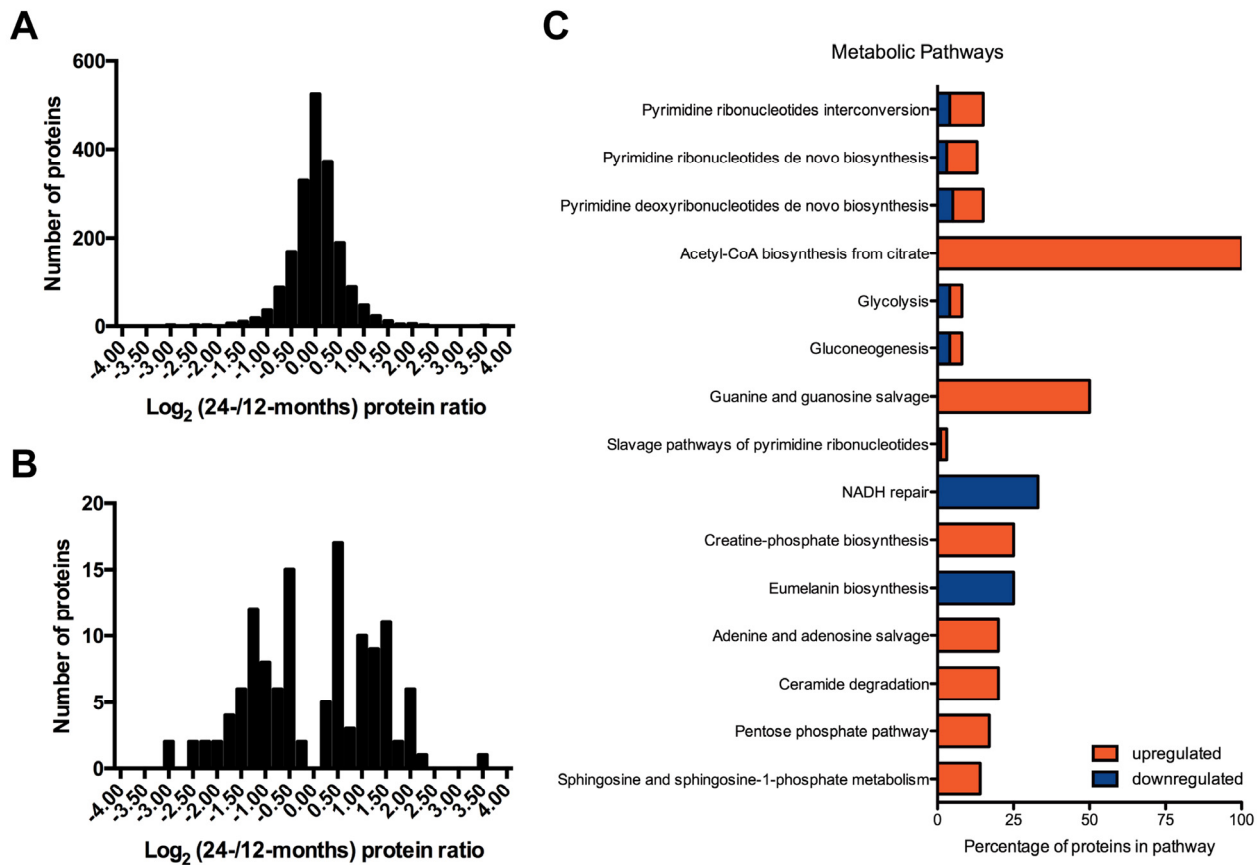 A
600
400
200
0
Number of proteins
-4.00
-3.50
-3.00
-2.50
-2.00
-1.50
-1.00
-0.50
0.00
0.50
1.00
1.50
2.00
2.50
3.00
3.50
4.00
Log2 (24-/12-months) protein ratio
B
20
15
10
5
0
Number of proteins
-4.00
-3.50
-3.00
-2.50
-2.00
-1.50
-1.00
-0.50
0.00
0.50
1.00
1.50
2.00
2.50
3.00
3.50
4.00
Log2 (24-/12-months) protein ratio
C
Metabolic Pathways
Pyrimidine ribonucleotides interconversion
Pyrimidine ribonucleotides de novo biosynthesis
Pyrimidine deoxyribonucleotides de novo biosynthesis
Acetyl-CoA biosynthesis from citrate
Glycolysis
Gluconeogenesis
Guanine and guanosine salvage
Slavage pathways of pyrimidine ribonucleotides
NADH repair
Creatine-phosphate biosynthesis
Eumelanin biosynthesis
Adenine and adenosine salvage
Ceramide degradation
Pentose phosphate pathway
Sphingosine and sphingosine-1-phosphate metabolism
upregulated
downregulated
0 25 50 75 100
Percentage of proteins in pathway